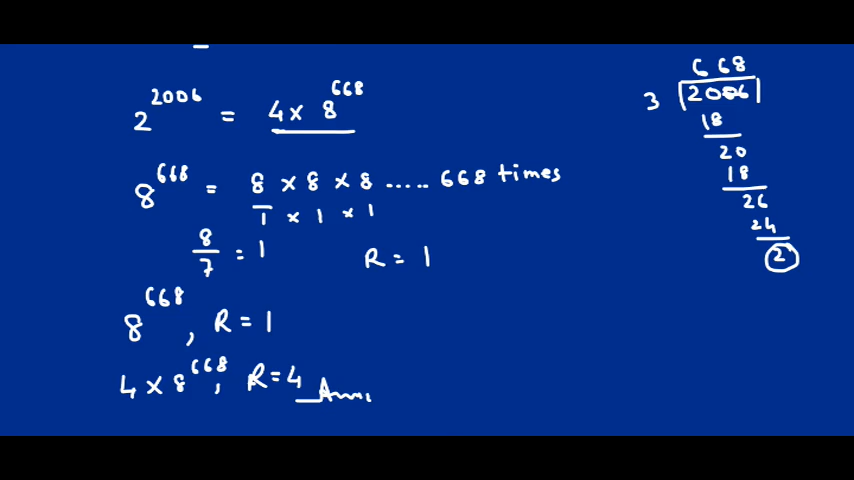 2^2006 = 4 × 8^668
8^668 = 8 × 8 × 8 ..... 668 times
1 × 1 × 1
8/7 = 1 R = 1
8^668, R = 1
4 × 8^668, R = 4 Ans.
668
3 2006
18
20
18
26
24
2